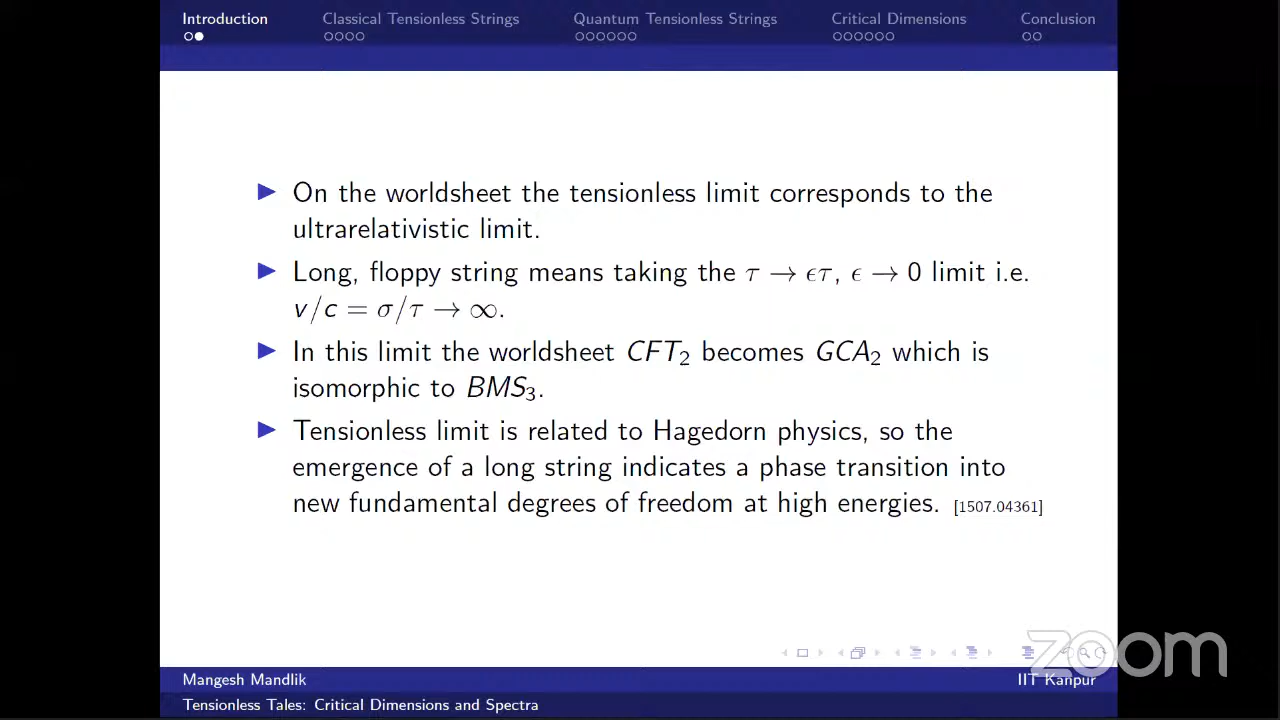 Introduction Classical Tensionless Strings Quantum Tensionless Strings Critical Dimensions Conclusion
On the worldsheet the tensionless limit corresponds to the
ultrarelativistic limit.
Long, floppy string means taking the τ → ϵτ, ϵ → 0 limit i.e.
v/c = σ/τ → ∞.
In this limit the worldsheet CFT₂ becomes GCA₂ which is
isomorphic to BMS₃.
Tensionless limit is related to Hagedorn physics, so the
emergence of a long string indicates a phase transition into
new fundamental degrees of freedom at high energies. [1507.04361]
zoom
Mangesh Mandlik IIT Kanpur
Tensionless Tales: Critical Dimensions and Spectra